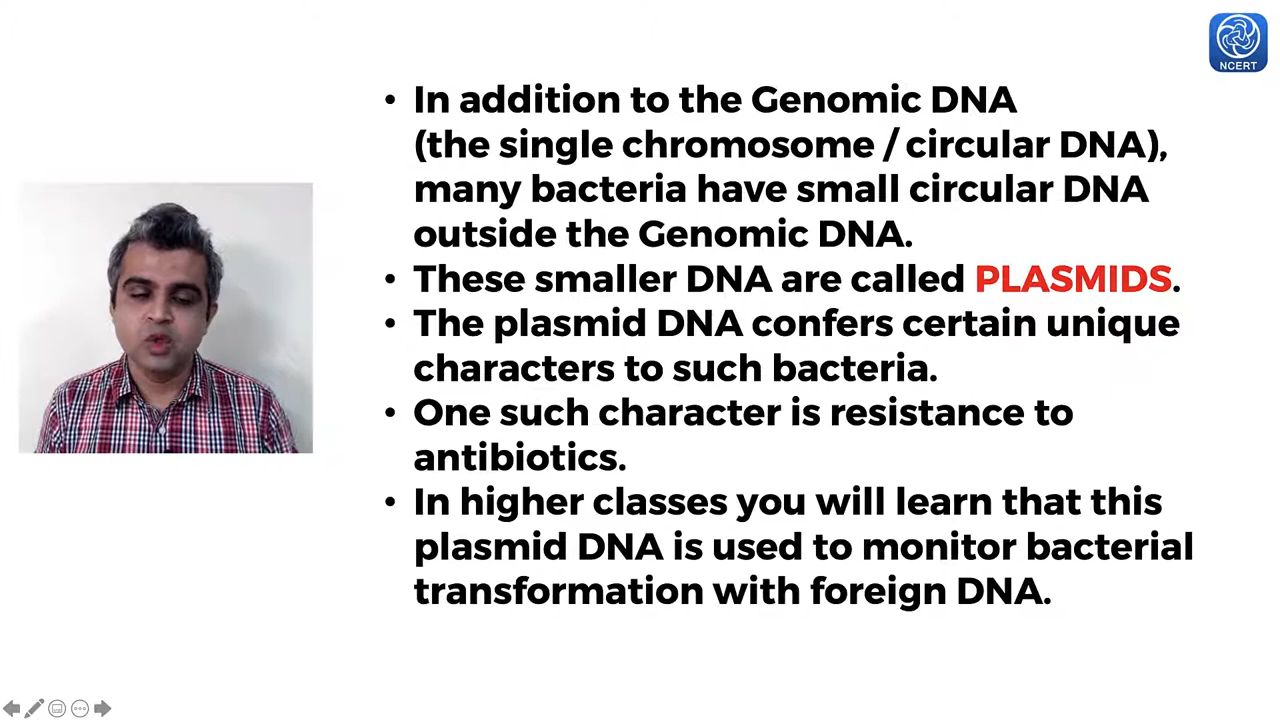 NCERT
• In addition to the Genomic DNA
(the single chromosome / circular DNA),
many bacteria have small circular DNA
outside the Genomic DNA.
• These smaller DNA are called PLASMIDS.
• The plasmid DNA confers certain unique
characters to such bacteria.
• One such character is resistance to
antibiotics.
• In higher classes you will learn that this
plasmid DNA is used to monitor bacterial
transformation with foreign DNA.